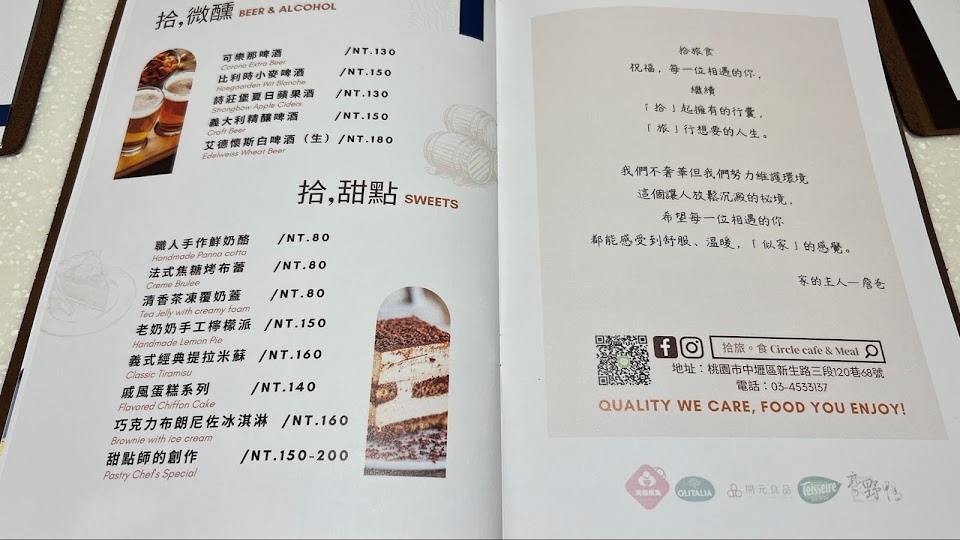 拾,微醺 BEER & ALCOHOL
可樂那啤酒 /NT.130
Corona Extra Beer
比利時小麥啤酒 /NT.150
Hoegaarden Wit Blanche
詩莊堡夏日蘋果酒 /NT.130
Strongbow Apple Ciders
義大利精釀啤酒 /NT.150
Craft Beer
艾德懷斯白啤酒（生） /NT.180
Edelweiss Wheat Beer
拾,甜點 SWEETS
職人手作鮮奶酪 /NT.80
Handmade Panna cotta
法式焦糖烤布蕾 /NT.80
Creme Brulee
清香茶凍覆奶蓋 /NT.80
Tea Jelly with creamy foam
老奶奶手工檸檬派 /NT.150
Handmade Lemon Pie
義式經典提拉米蘇 /NT.160
Classic Tiramisu
戚風蛋糕系列 /NT.140
Flavored Chiffon Cake
巧克力布朗尼佐冰淇淋 /NT.160
Brownie with ice cream
甜點師的創作 /NT.150-200
Pastry Chef's Special
拾旅食
祝福，每一位相遇的你，
繼續
「拾」起擁有的行囊，
「旅」行想要的人生。
我們不奢華但我們努力維護環境
這個讓人放鬆沉澱的秘境，
希望每一位相遇的你
都能感受到舒服、溫暖，「似家」的感覺。
家的主人—詹爸
拾旅。食 Circle cafe & Meal
地址：桃園市中壢區新生路三段120巷68號
電話：03-4533137
QUALITY WE CARE, FOOD YOU ENJOY!
OLITALIA
開元食品
Teisseire